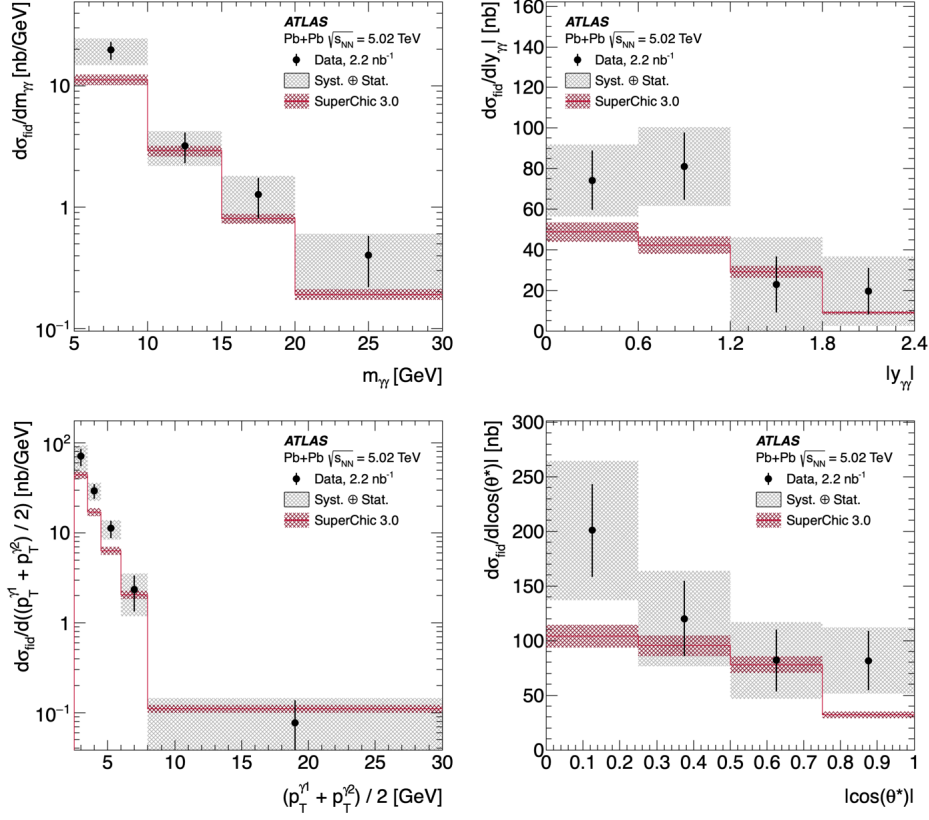 dσfid/dmγγ [nb/GeV]
10
1
10⁻¹
ATLAS
Pb+Pb √sNN = 5.02 TeV
Data, 2.2 nb⁻¹
Syst. ⊕ Stat.
SuperChic 3.0
5 10 15 20 25 30
mγγ [GeV]
dσfid/d|yγγ| [nb]
160
140
120
100
80
60
40
20
0
ATLAS
Pb+Pb √sNN = 5.02 TeV
Data, 2.2 nb⁻¹
Syst. ⊕ Stat.
SuperChic 3.0
0 0.6 1.2 1.8 2.4
|yγγ|
dσfid/d((pTγ1 + pTγ2) / 2) [nb/GeV]
10²
10
1
10⁻¹
ATLAS
Pb+Pb √sNN = 5.02 TeV
Data, 2.2 nb⁻¹
Syst. ⊕ Stat.
SuperChic 3.0
5 10 15 20 25 30
(pTγ1 + pTγ2) / 2 [GeV]
dσfid/d|cos(θ*)| [nb]
300
250
200
150
100
50
0
ATLAS
Pb+Pb √sNN = 5.02 TeV
Data, 2.2 nb⁻¹
Syst. ⊕ Stat.
SuperChic 3.0
0 0.1 0.2 0.3 0.4 0.5 0.6 0.7 0.8 0.9 1
|cos(θ*)|